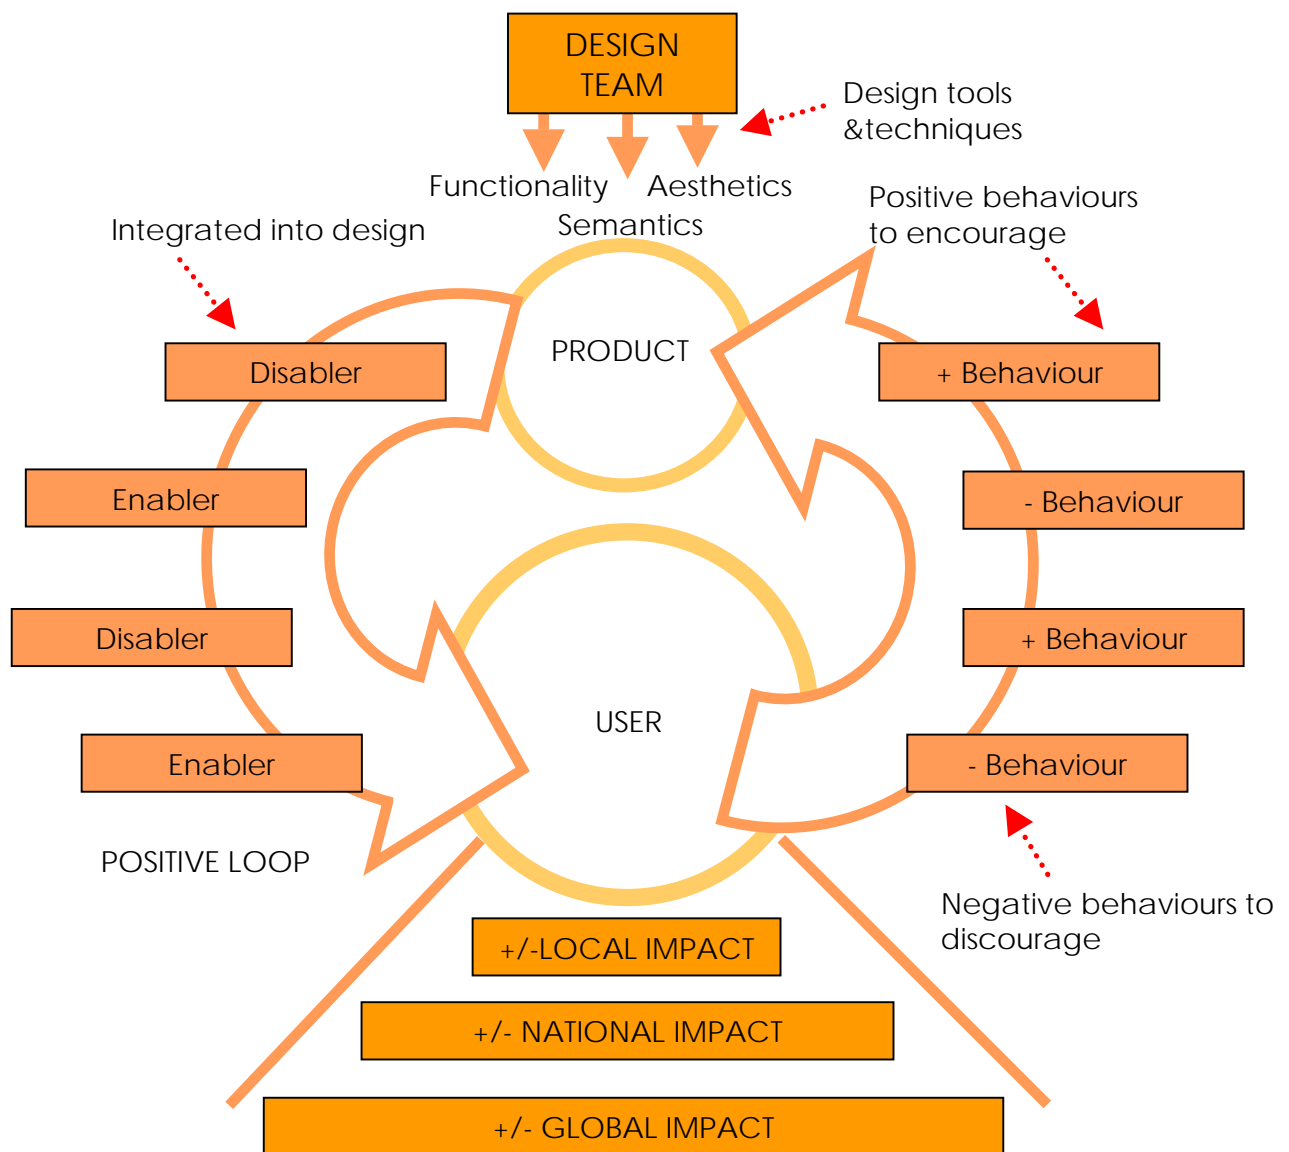 DESIGN
TEAM
Design tools
&techniques
Functionality
Aesthetics
Semantics
Positive behaviours
to encourage
Integrated into design
PRODUCT
Disabler
+ Behaviour
Enabler
- Behaviour
Disabler
+ Behaviour
USER
Enabler
- Behaviour
POSITIVE LOOP
Negative behaviours to
discourage
+/-LOCAL IMPACT
+/- NATIONAL IMPACT
+/- GLOBAL IMPACT